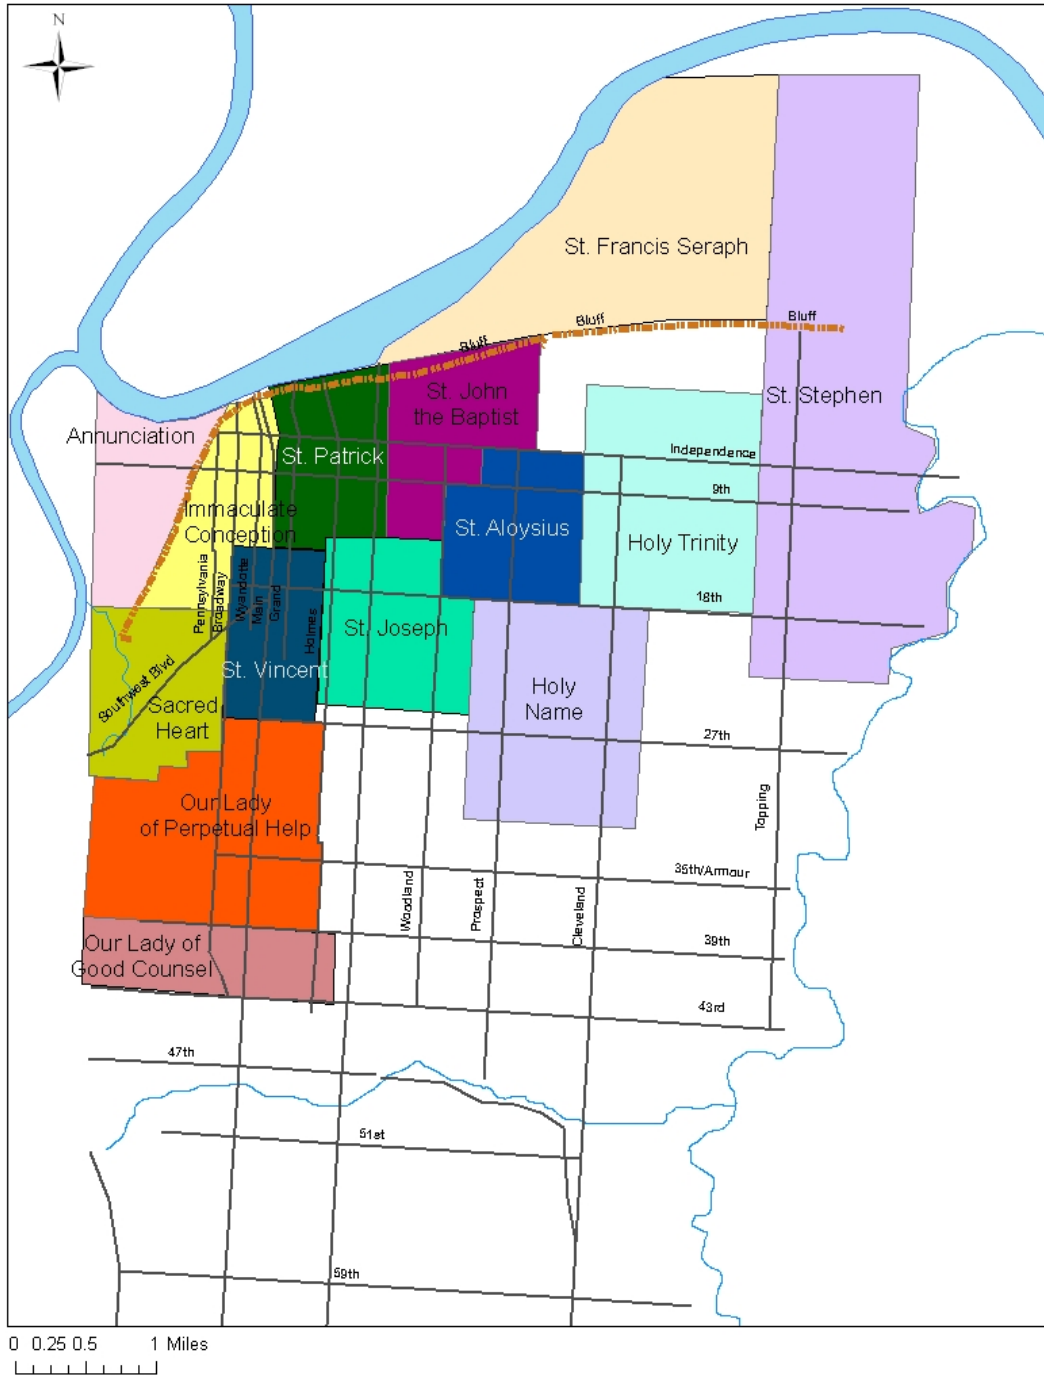 N
St. Francis Seraph
Bluff
Bluff
Bluff
St. John
the Baptist
St. Stephen
Annunciation
St. Patrick
Independence
9th
Immaculate
Conception
St. Aloysius
Holy Trinity
18th
Pennsylvania
Broadway
Wyandotte
Main
Grand
Holmes
St. Joseph
St. Vincent
Southwest Blvd
Sacred
Heart
Holy
Name
27th
Our Lady
of Perpetual Help
Topping
35th/Armour
Woodland
Prospect
Cleveland
39th
Our Lady of
Good Counsel
43rd
47th
51st
59th
0 0.25 0.5 1 Miles